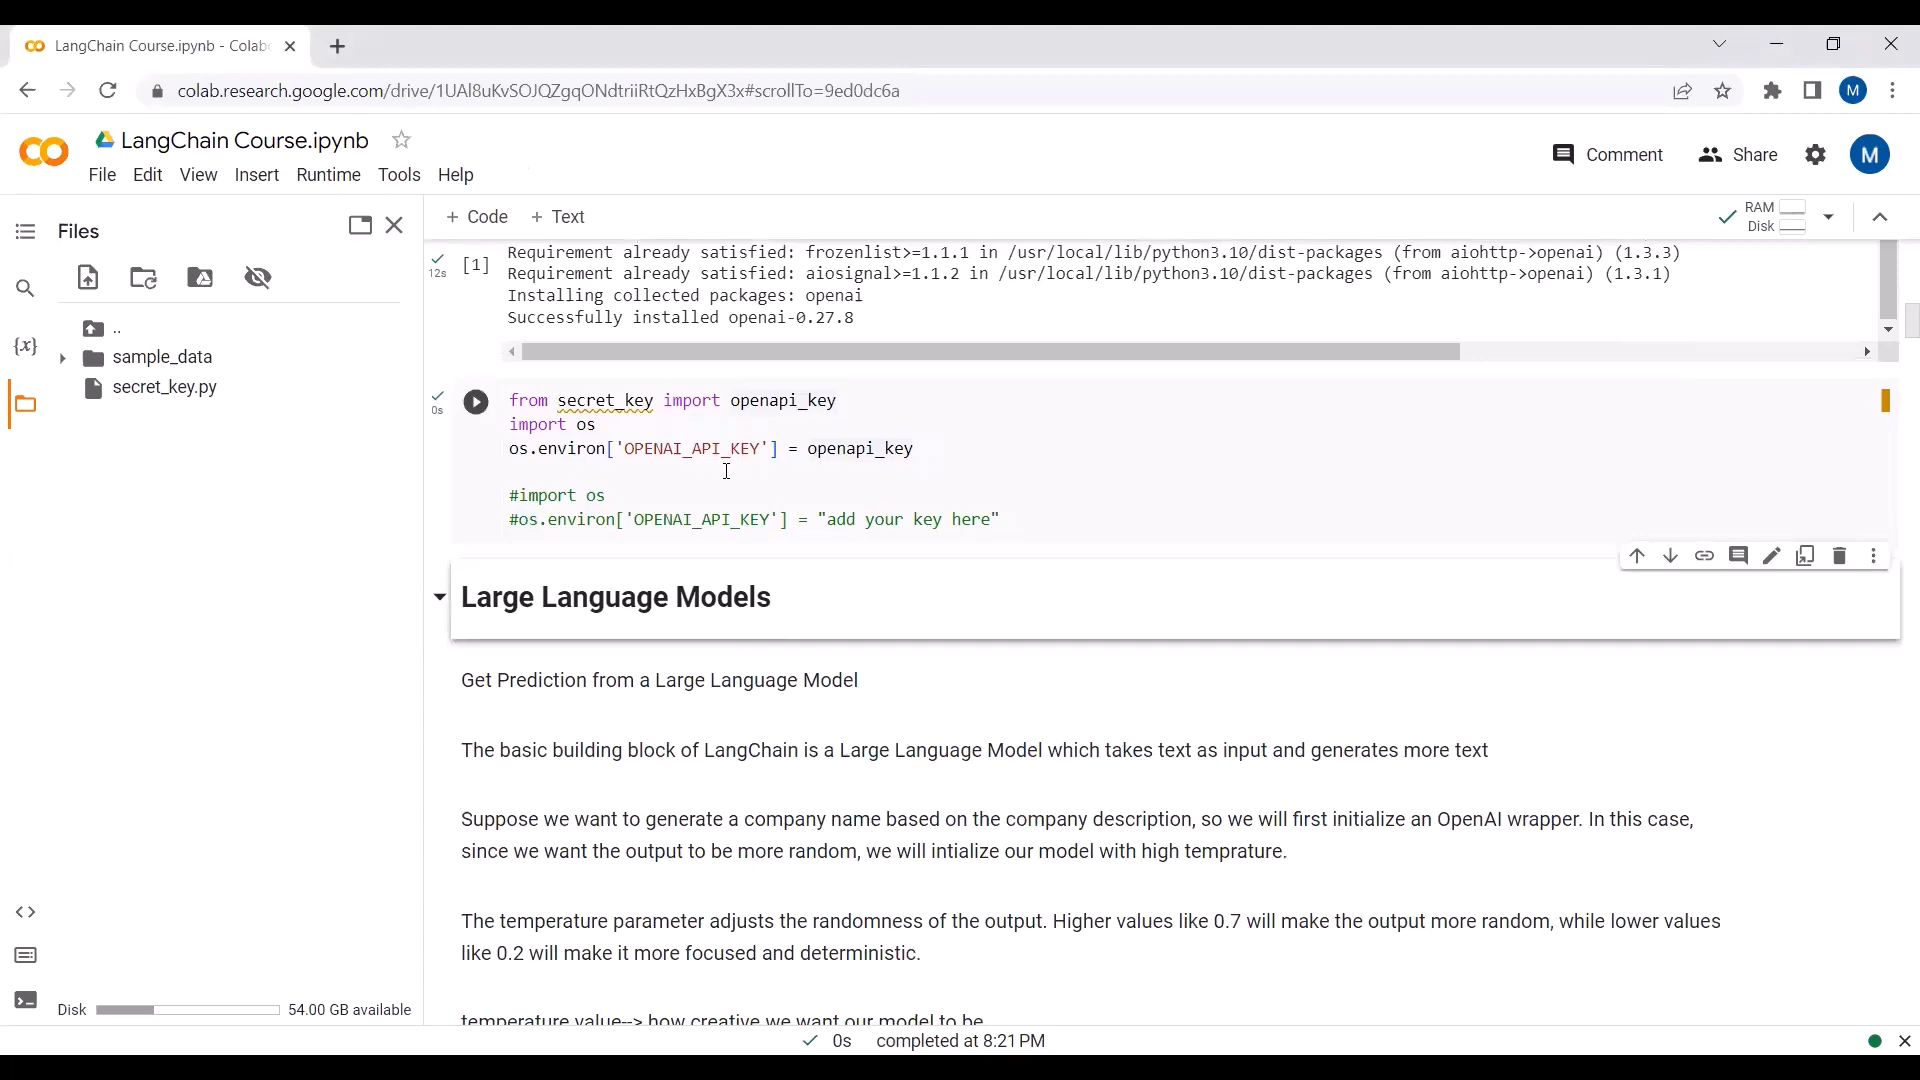 LangChain Course.ipynb - Colab
colab.research.google.com/drive/1UAl8uKvSOJQZgqONdtriiRtQzHxBgX3x#scrollTo=9ed0dc6a
M
LangChain Course.ipynb
File Edit View Insert Runtime Tools Help
Comment Share M
Files
+ Code + Text
RAM
Disk
..
sample_data
secret_key.py
{x}
12s [1]
Requirement already satisfied: frozenlist>=1.1.1 in /usr/local/lib/python3.10/dist-packages (from aiohttp->openai) (1.3.3)
Requirement already satisfied: aiosignal>=1.1.2 in /usr/local/lib/python3.10/dist-packages (from aiohttp->openai) (1.3.1)
Installing collected packages: openai
Successfully installed openai-0.27.8
0s
from secret_key import openapi_key
import os
os.environ['OPENAI_API_KEY'] = openapi_key
#import os
#os.environ['OPENAI_API_KEY'] = "add your key here"
Large Language Models
Get Prediction from a Large Language Model
The basic building block of LangChain is a Large Language Model which takes text as input and generates more text
Suppose we want to generate a company name based on the company description, so we will first initialize an OpenAI wrapper. In this case,
since we want the output to be more random, we will intialize our model with high temprature.
The temperature parameter adjusts the randomness of the output. Higher values like 0.7 will make the output more random, while lower values
like 0.2 will make it more focused and deterministic.
temperature value--> how creative we want our model to be
Disk 54.00 GB available
0s completed at 8:21 PM